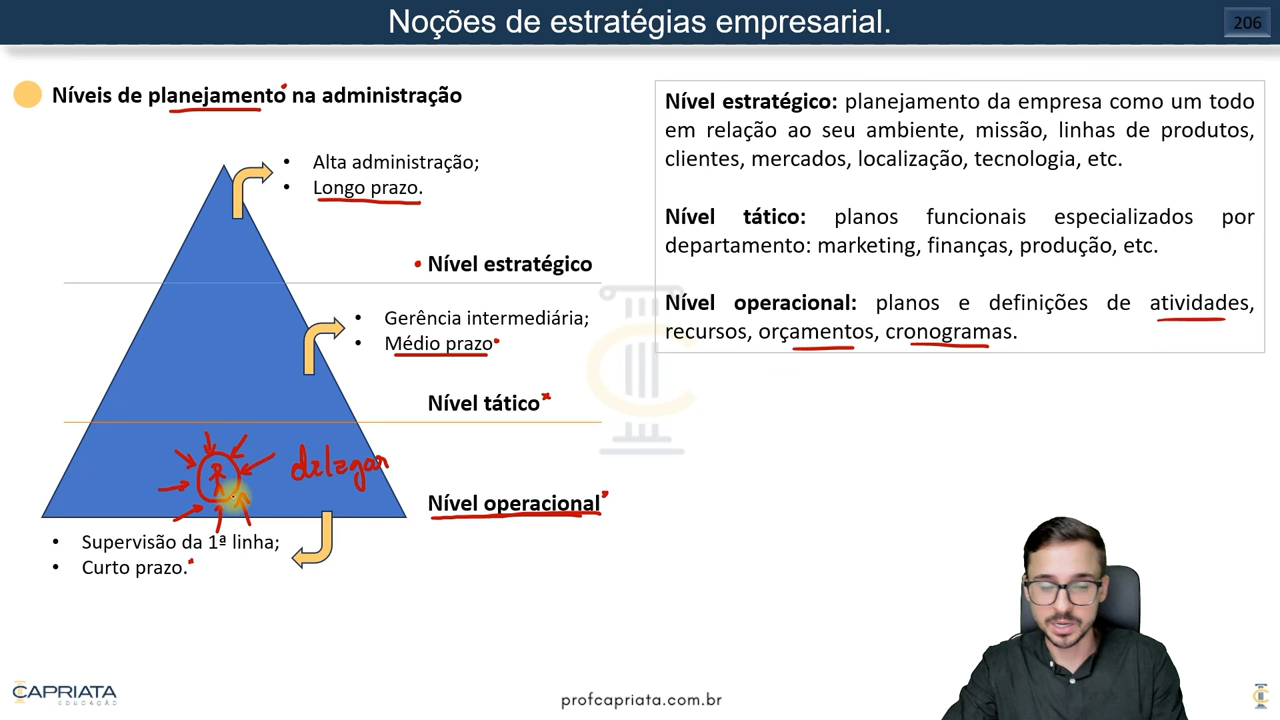 Noções de estratégias empresarial.
206
Níveis de planejamento na administração
• Alta administração;
• Longo prazo.
Nível estratégico
• Gerência intermediária;
• Médio prazo
Nível tático
delegar
Nível operacional
• Supervisão da 1ª linha;
• Curto prazo.
Nível estratégico: planejamento da empresa como um todo
em relação ao seu ambiente, missão, linhas de produtos,
clientes, mercados, localização, tecnologia, etc.
Nível tático: planos funcionais especializados por
departamento: marketing, finanças, produção, etc.
Nível operacional: planos e definições de atividades,
recursos, orçamentos, cronogramas.
CAPRIATA
EDUCAÇÃO
profcapriata.com.br